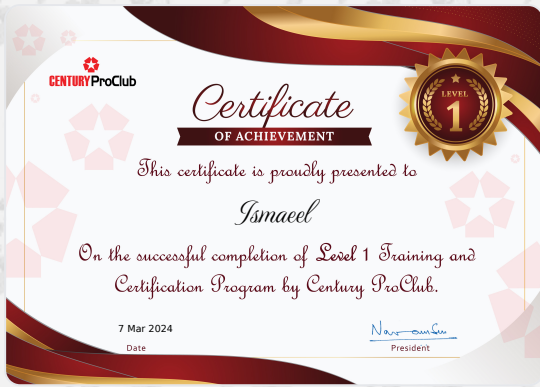 CENTURY ProClub
LEVEL
1
Certificate
OF ACHIEVEMENT
This certificate is proudly presented to
Ismaeel
On the successful completion of Level 1 Training and
Certification Program by Century ProClub.
7 Mar 2024
Date
President